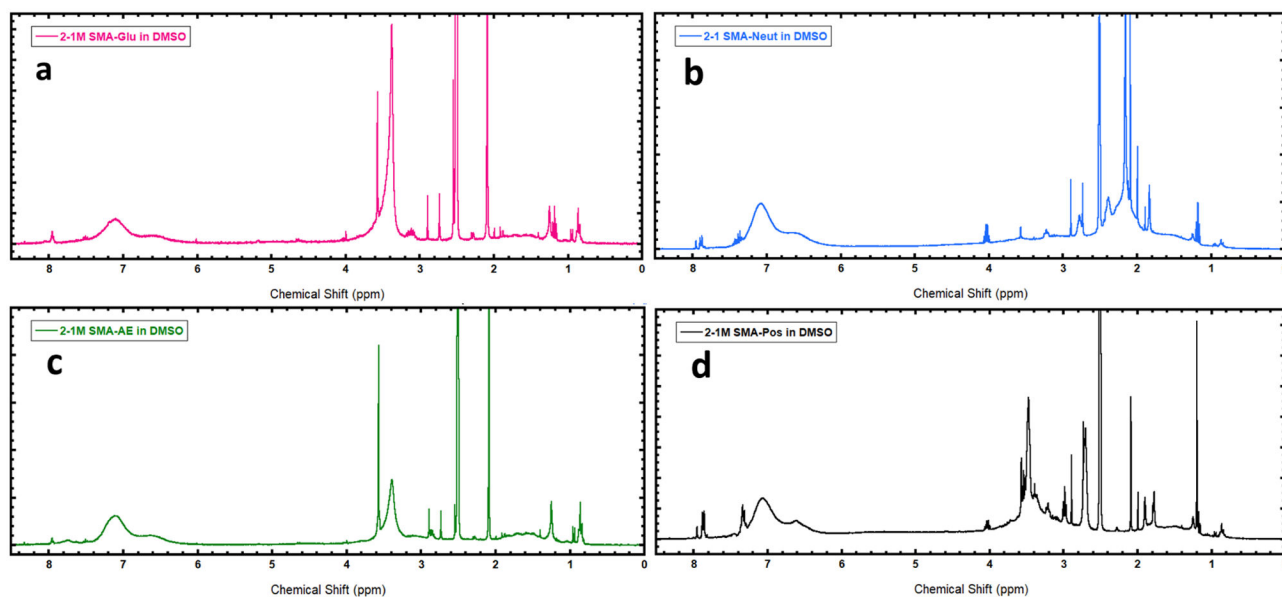 2-1M SMA-Glu in DMSO
a
8 7 6 5 4 3 2 1 0
Chemical Shift (ppm)
2-1 SMA-Neut in DMSO
b
8 7 6 5 4 3 2 1
Chemical Shift (ppm)
2-1M SMA-AE in DMSO
c
8 7 6 5 4 3 2 1 0
Chemical Shift (ppm)
2-1M SMA-Pos in DMSO
d
8 7 6 5 4 3 2 1
Chemical Shift (ppm)